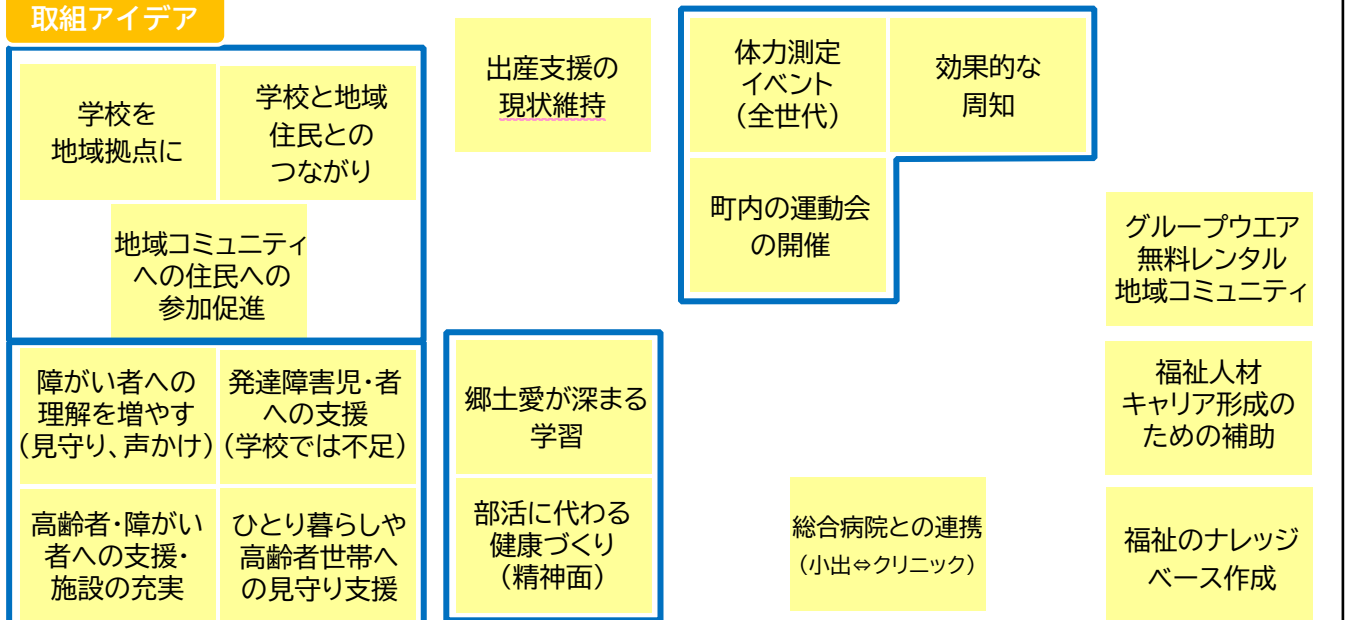 取組アイデア
学校を
地域拠点に
学校と地域
住民との
つながり
地域コミュニティ
への住民への
参加促進
出産支援の
現状維持
体力測定
イベント
(全世代)
効果的な
周知
町内の運動会
の開催
グループウエア
無料レンタル
地域コミュニティ
障がい者への
理解を増やす
(見守り、声かけ)
発達障害児・者
への支援
(学校では不足)
高齢者・障がい
者への支援・
施設の充実
ひとり暮らしや
高齢者世帯へ
の見守り支援
郷土愛が深まる
学習
部活に代わる
健康づくり
(精神面)
総合病院との連携
(小出⇔クリニック)
福祉人材
キャリア形成の
ための補助
福祉のナレッジ
ベース作成